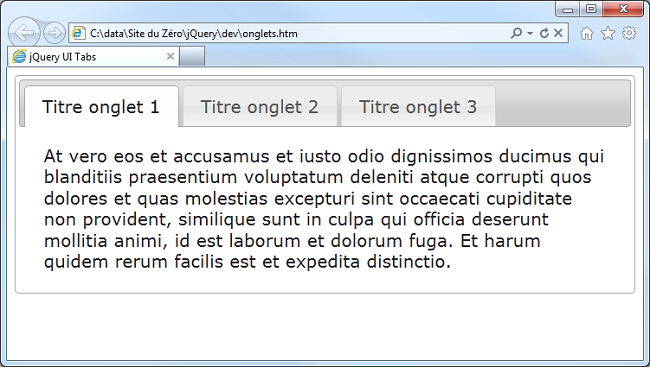 C:\data\Site du Zéro\jQuery\dev\onglets.htm
jQuery UI Tabs
Titre onglet 1 Titre onglet 2 Titre onglet 3
At vero eos et accusamus et iusto odio dignissimos ducimus qui
blanditiis praesentium voluptatum deleniti atque corrupti quos
dolores et quas molestias excepturi sint occaecati cupiditate
non provident, similique sunt in culpa qui officia deserunt
mollitia animi, id est laborum et dolorum fuga. Et harum
quidem rerum facilis est et expedita distinctio.